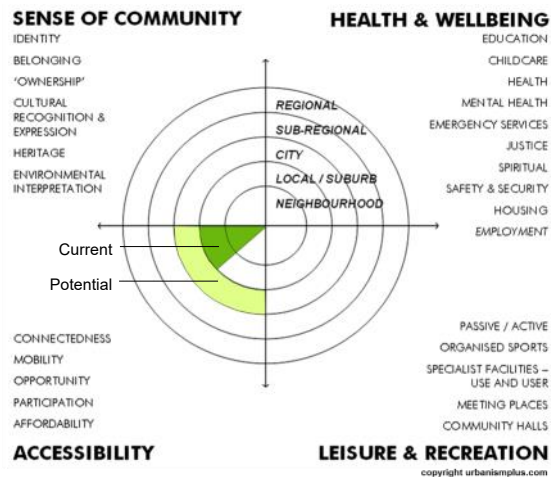 SENSE OF COMMUNITY
IDENTITY
BELONGING
‘OWNERSHIP’
CULTURAL
RECOGNITION &
EXPRESSION
HERITAGE
ENVIRONMENTAL
INTERPRETATION
HEALTH & WELLBEING
EDUCATION
CHILDCARE
HEALTH
MENTAL HEALTH
EMERGENCY SERVICES
JUSTICE
SPIRITUAL
SAFETY & SECURITY
HOUSING
EMPLOYMENT
REGIONAL
SUB-REGIONAL
CITY
LOCAL / SUBURB
NEIGHBOURHOOD
Current
Potential
CONNECTEDNESS
MOBILITY
OPPORTUNITY
PARTICIPATION
AFFORDABILITY
ACCESSIBILITY
PASSIVE / ACTIVE
ORGANISED SPORTS
SPECIALIST FACILITIES –
USE AND USER
MEETING PLACES
COMMUNITY HALLS
LEISURE & RECREATION
copyright urbanismplus.com